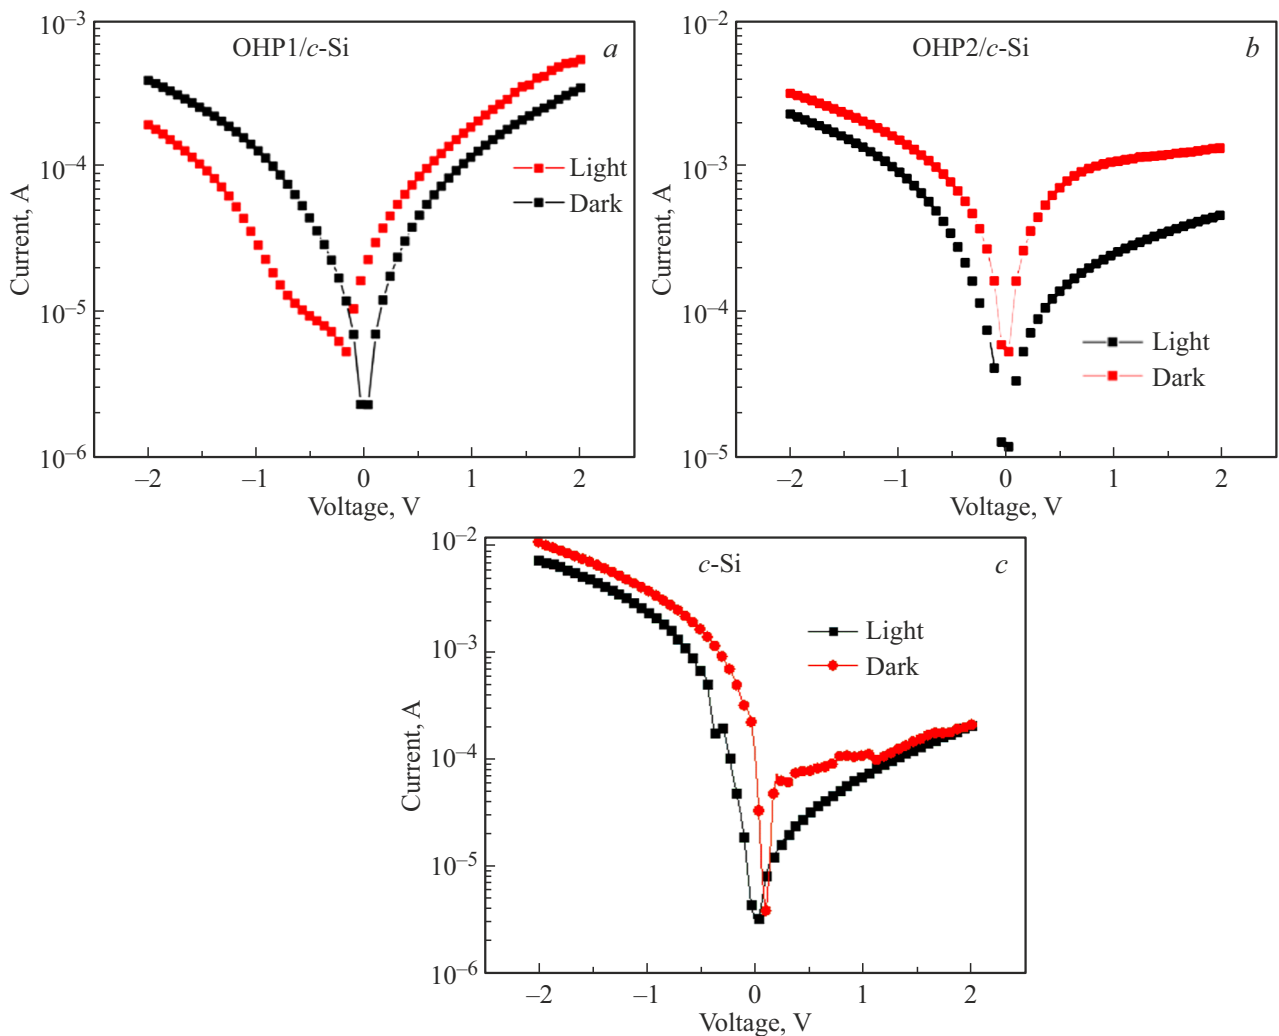 OHP1/c-Si
a
10⁻³
10⁻⁴
10⁻⁵
10⁻⁶
Current, A
Light
Dark
–2
–1
0
1
2
Voltage, V
OHP2/c-Si
b
10⁻²
10⁻³
10⁻⁴
10⁻⁵
Current, A
Light
Dark
–2
–1
0
1
2
Voltage, V
c-Si
c
10⁻²
10⁻³
10⁻⁴
10⁻⁵
10⁻⁶
Current, A
Light
Dark
–2
–1
0
1
2
Voltage, V